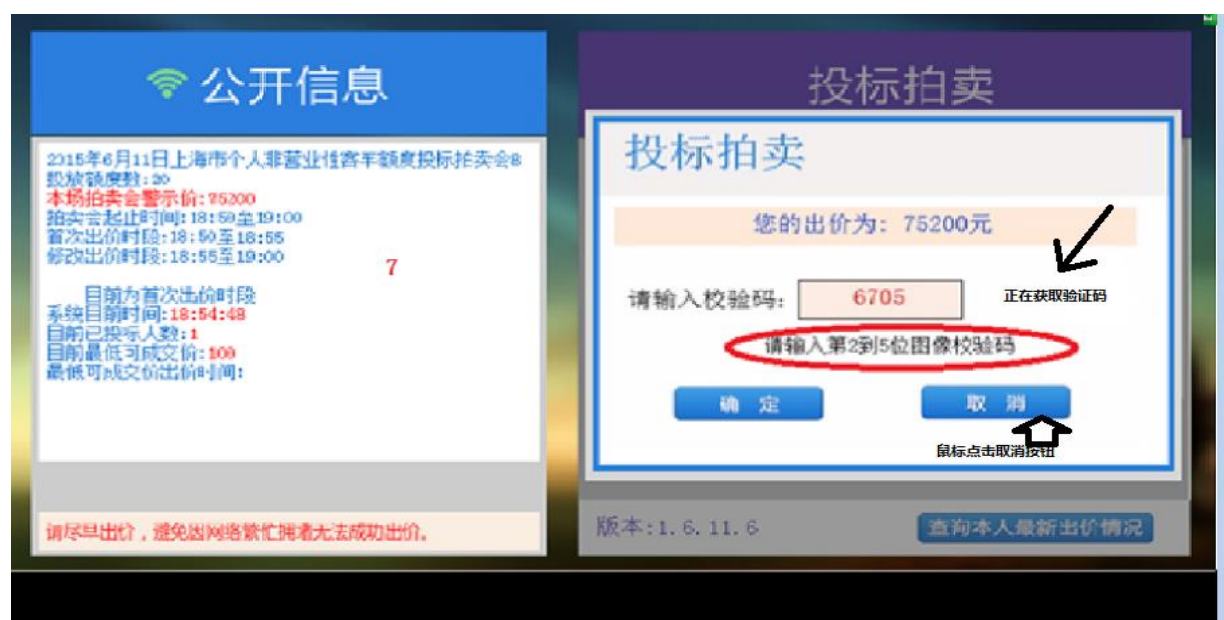 公开信息
2015年6月11日上海市个人非营业性客车额度投标拍卖会B
投放额度数:20
本场拍卖会警示价:75200
拍卖会起止时间:18:50至19:00
首次出价时段:18:50至18:55
修改出价时段:18:55至19:00
7
目前为首次出价时段
系统目前时间:18:54:48
目前已投标人数:1
目前最低可成交价:100
最低可成交价出价时间:
请尽早出价，避免因网络繁忙拥堵无法成功出价。
投标拍卖
投标拍卖
您的出价为: 75200元
请输入校验码: 6705 正在获取验证码
请输入第2到5位图像校验码
确 定 取 消
鼠标点击取消按钮
版本:1.6.11.6 查询本人最新出价情况